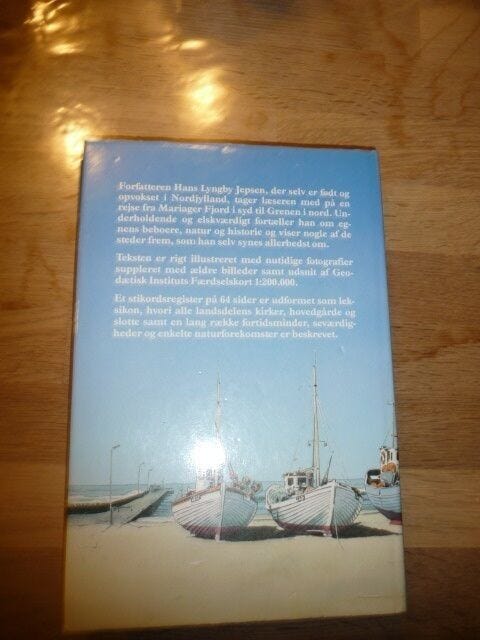 Forfatteren Hans Lyngby Jepsen, der selv er født og
opvokset i Nordjylland, tager læseren med på en
rejse fra Mariager Fjord i syd til Grenen i nord. Un-
derholdende og elskværdigt fortæller han om eg-
nens beboere, natur og historie og viser nogle af de
steder frem, som han selv synes allerbedst om.
Teksten er rigt illustreret med nutidige fotografier
suppleret med ældre billeder samt udsnit af Geo-
dætisk Instituts Færdselskort 1:200.000.
Et stikordsregister på 64 sider er udformet som lek-
sikon, hvori alle landsdelens kirker, hovedgårde og
slotte samt en lang række fortidsminder, seværdig-
heder og enkelte naturforekomster er beskrevet.